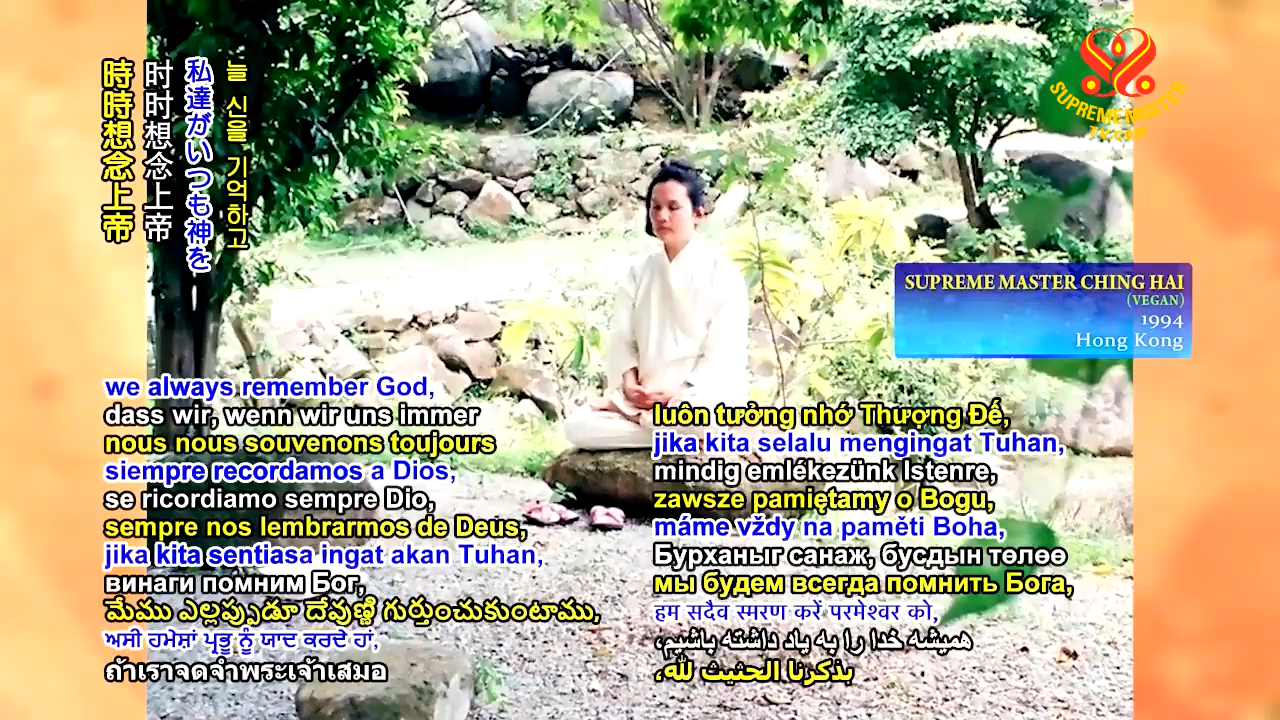 時時想念上帝
时时想念上帝
私達がいつも神を
늘 신을 기억하고
SUPREME MASTER
TV.com
SUPREME MASTER CHING HAI
(VEGAN)
1994
Hong Kong
we always remember God,
dass wir, wenn wir uns immer
nous nous souvenons toujours
siempre recordamos a Dios,
se ricordiamo sempre Dio,
sempre nos lembrarmos de Deus,
jika kita sentiasa ingat akan Tuhan,
винаги помним Бог,
మేము ఎల్లప్పుడూ దేవుణ్ణి గుర్తుంచుకుంటాము,
ਅਸੀ ਹਮੇਸ਼ਾਂ ਪ੍ਰਭੂ ਨੂੰ ਯਾਦ ਕਰਦੇ ਹਾਂ,
ถ้าเราจดจำพระเจ้าเสมอ
luôn tưởng nhớ Thượng Đế,
jika kita selalu mengingat Tuhan,
mindig emlékezünk Istenre,
zawsze pamiętamy o Bogu,
máme vždy na paměti Boha,
Бурханыг санаж, бусдын төлөө
мы будем всегда помнить Бога,
हम सदैव स्मरण करें परमेश्वर को,
همیشه خدا را به یاد داشته باشیم،
بذكرنا الحثيث لله،